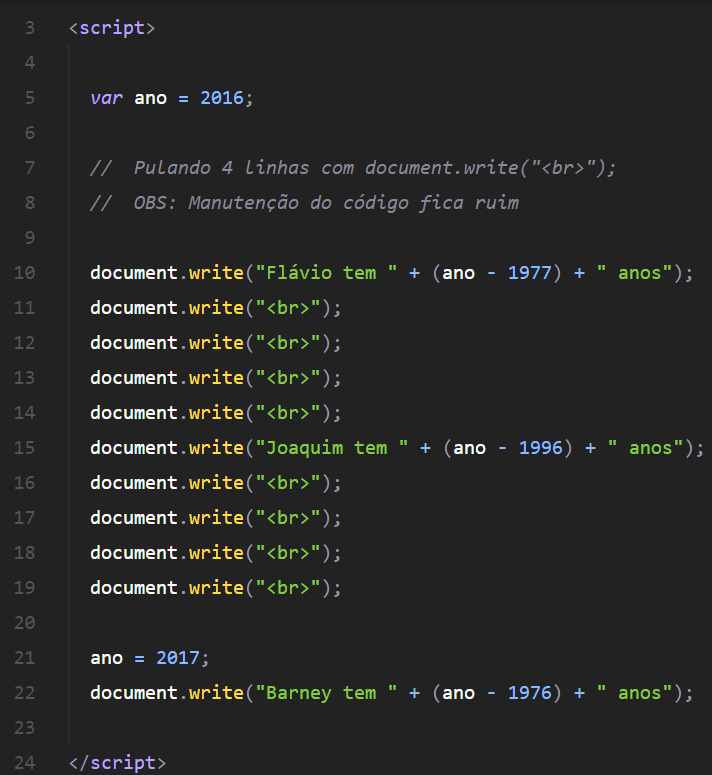 3 <script>
4
5 var ano = 2016;
6
7 //  Pulando 4 linhas com document.write("<br>");
8 //  OBS: Manutenção do código fica ruim
9
10 document.write("Flávio tem " + (ano - 1977) + " anos");
11 document.write("<br>");
12 document.write("<br>");
13 document.write("<br>");
14 document.write("<br>");
15 document.write("Joaquim tem " + (ano - 1996) + " anos");
16 document.write("<br>");
17 document.write("<br>");
18 document.write("<br>");
19 document.write("<br>");
20
21 ano = 2017;
22 document.write("Barney tem " + (ano - 1976) + " anos");
23
24 </script>